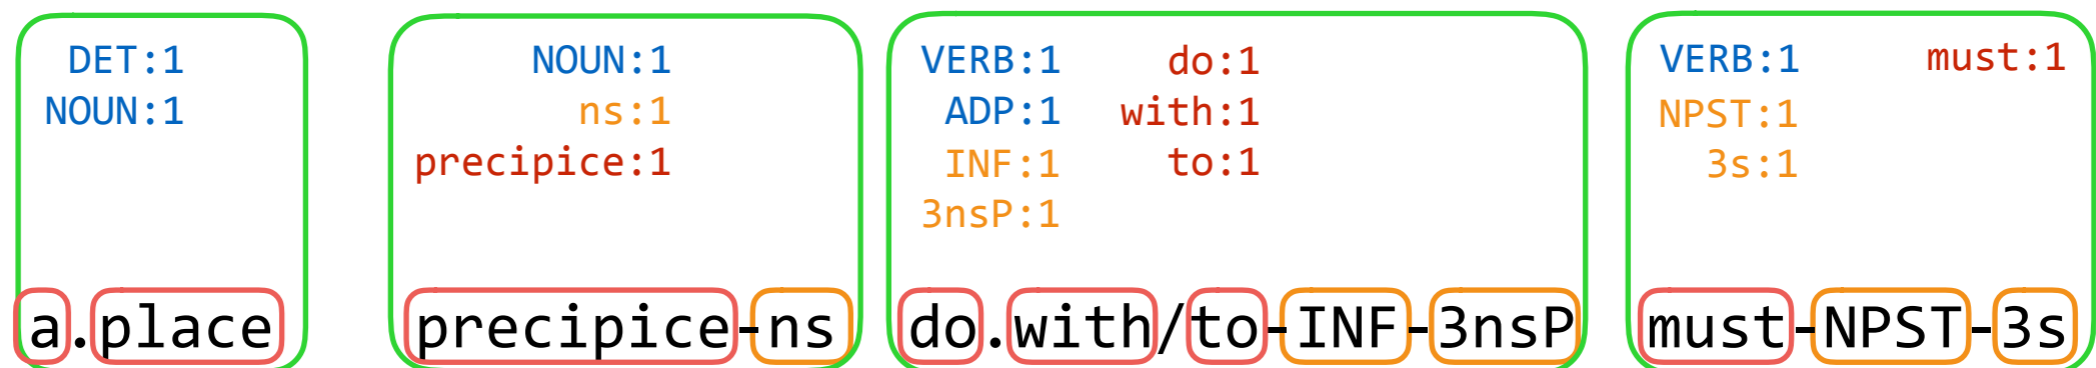 DET:1
NOUN:1
a.place
NOUN:1
ns:1
precipice:1
precipice-ns
VERB:1 do:1
ADP:1 with:1
INF:1 to:1
3nsP:1
do.with/to-INF-3nsP
VERB:1 must:1
NPST:1
3s:1
must-NPST-3s